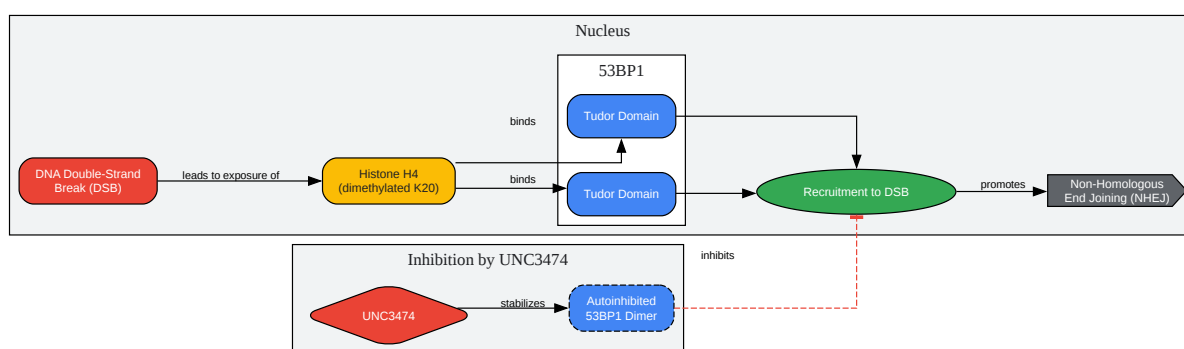 Nucleus
53BP1
Tudor Domain
binds
DNA Double-Strand
Break (DSB)
leads to exposure of
Histone H4
(dimethylated K20)
binds
Tudor Domain
Recruitment to DSB
promotes
Non-Homologous
End Joining (NHEJ)
Inhibition by UNC3474
inhibits
UNC3474
stabilizes
Autoinhibited
53BP1 Dimer